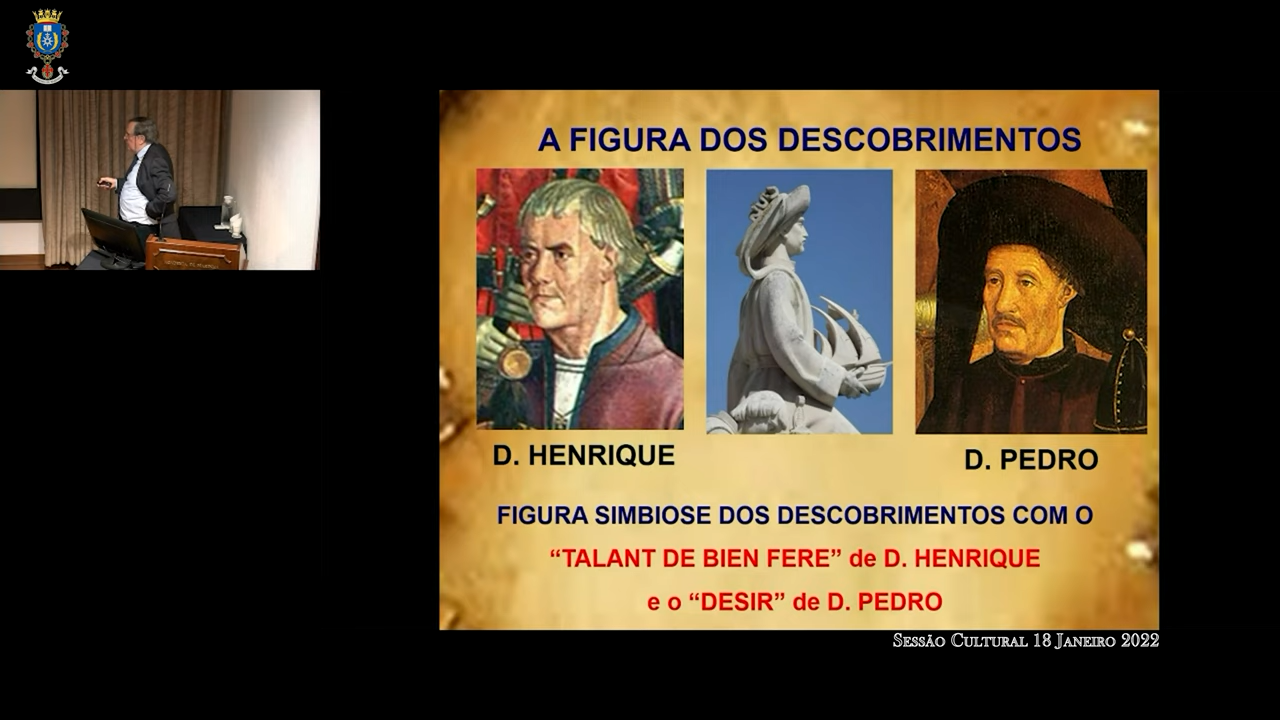 A FIGURA DOS DESCOBRIMENTOS
D. HENRIQUE
D. PEDRO
FIGURA SIMBIOSE DOS DESCOBRIMENTOS COM O
“TALANT DE BIEN FERE” de D. HENRIQUE
e o “DESIR” de D. PEDRO
Sessão Cultural 18 Janeiro 2022